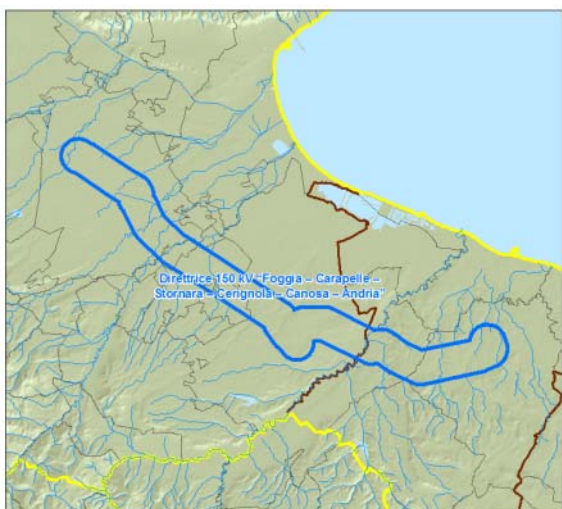 Direttrice 150 kV "Foggia – Carapelle –
Stornara – Cerignola – Canosa – Andria"